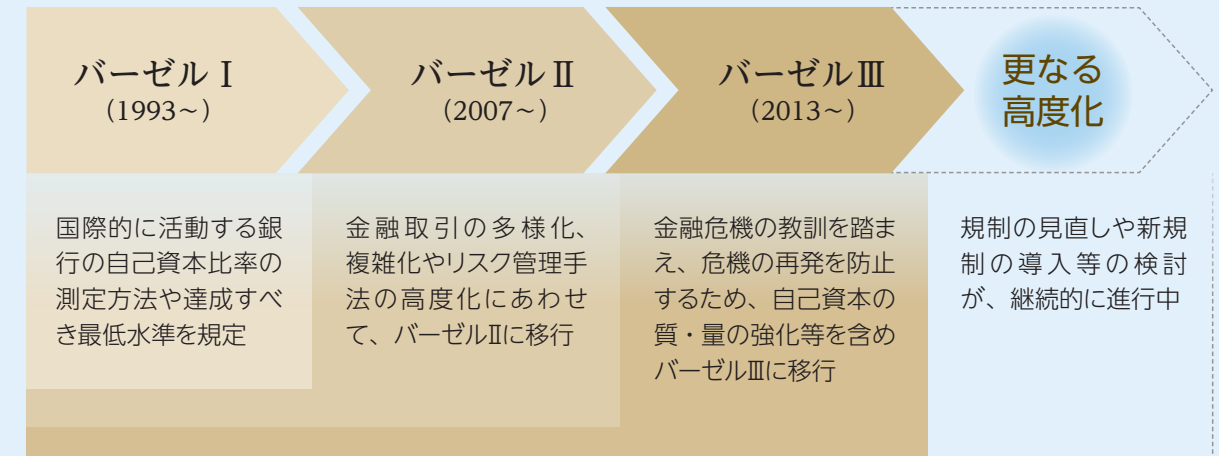 バーゼルⅠ
（1993～）
バーゼルⅡ
（2007～）
バーゼルⅢ
（2013～）
更なる
高度化
国際的に活動する銀
行の自己資本比率の
測定方法や達成すべ
き最低水準を規定
金融取引の多様化、
複雑化やリスク管理手
法の高度化にあわせ
て、バーゼルⅡに移行
金融危機の教訓を踏ま
え、危機の再発を防止
するため、自己資本の
質・量の強化等を含め
バーゼルⅢに移行
規制の見直しや新規
制の導入等の検討
が、継続的に進行中